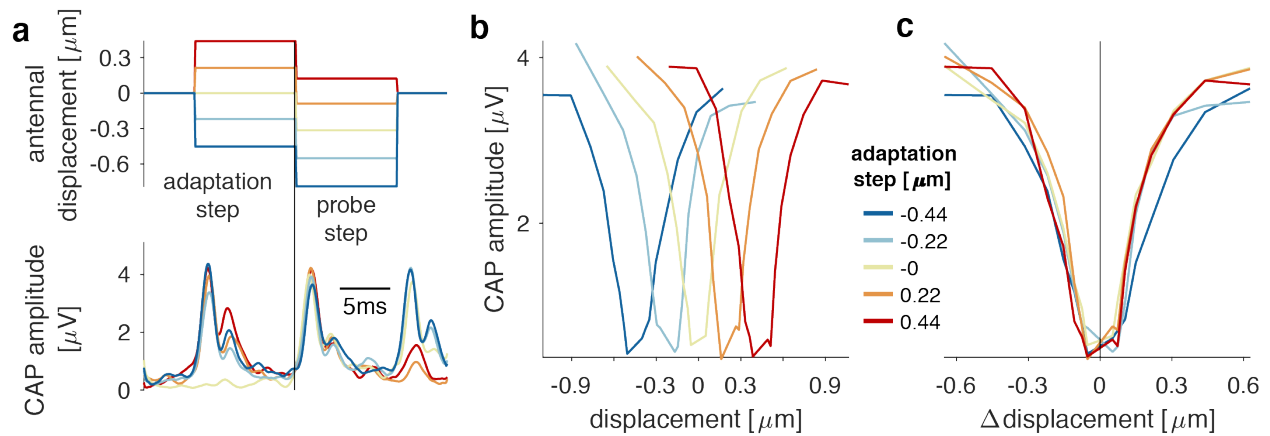 a
antennal
displacement [μm]
0.3
0
-0.3
-0.6
adaptation
step
probe
step
CAP amplitude
[μV]
4
2
0
5ms
b
CAP amplitude [μV]
4
2
-0.9
-0.3
0
0.3
0.9
displacement [μm]
c
adaptation
step [μm]
-0.44
-0.22
-0
0.22
0.44
-0.6
-0.3
0
0.3
0.6
Δdisplacement [μm]